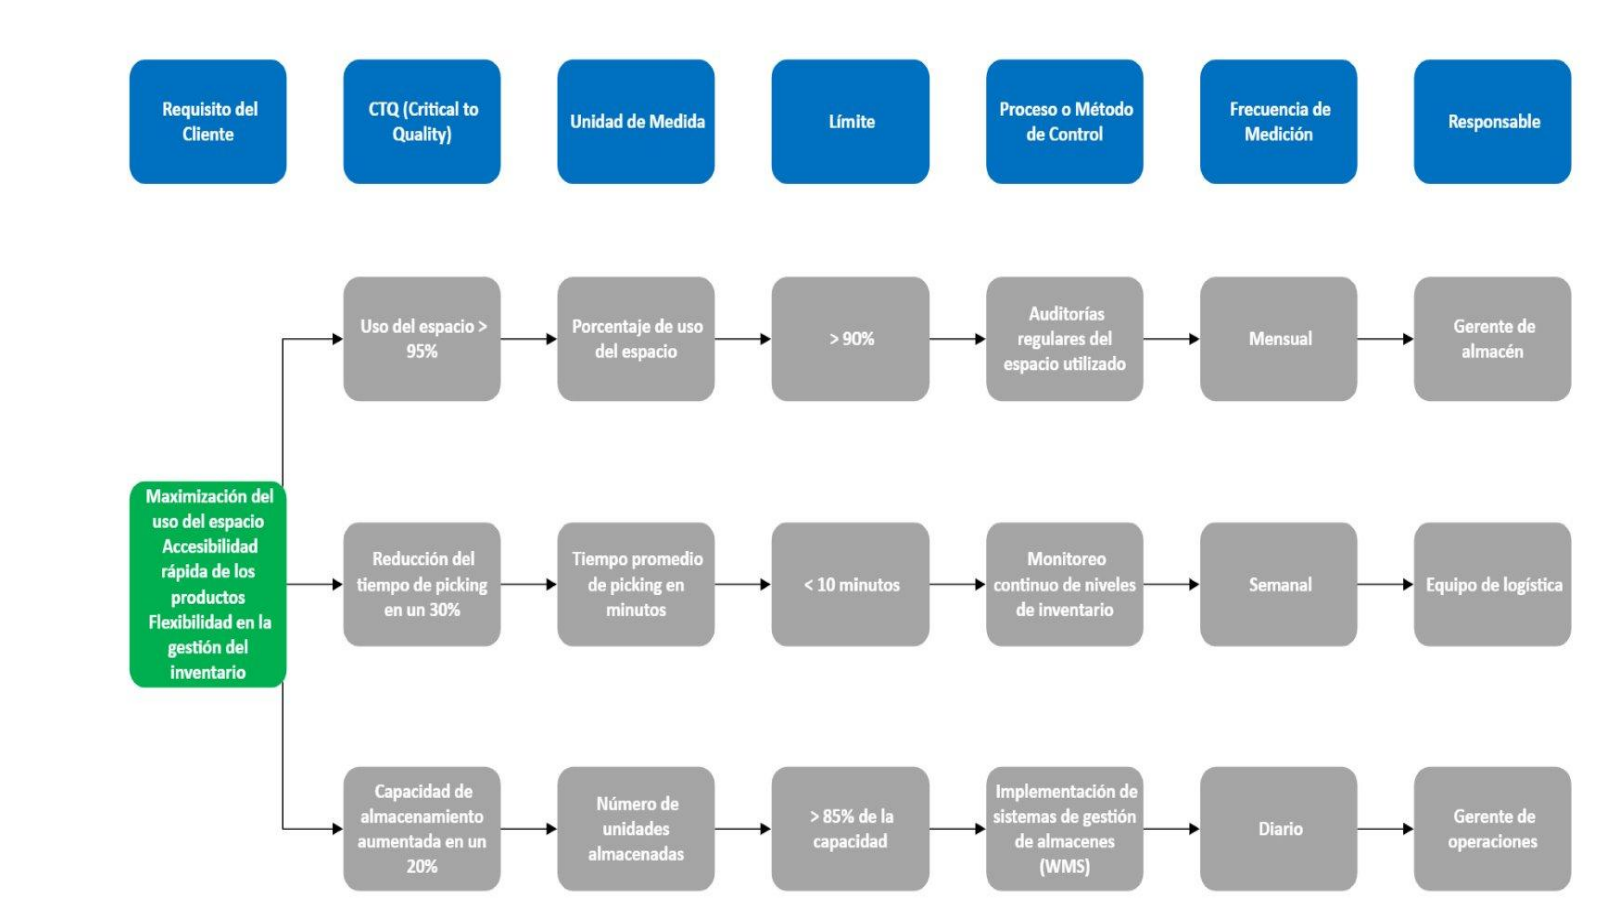 Requisito del
Cliente
CTQ (Critical to
Quality)
Unidad de Medida
Límite
Proceso o Método
de Control
Frecuencia de
Medición
Responsable
Uso del espacio >
95%
Porcentaje de uso
del espacio
> 90%
Auditorías
regulares del
espacio utilizado
Mensual
Gerente de
almacén
Maximización del
uso del espacio
Accesibilidad
rápida de los
productos
Flexibilidad en la
gestión del
inventario
Reducción del
tiempo de picking
en un 30%
Tiempo promedio
de picking en
minutos
< 10 minutos
Monitoreo
continuo de niveles
de inventario
Semanal
Equipo de logística
Capacidad de
almacenamiento
aumentada en un
20%
Número de
unidades
almacenadas
> 85% de la
capacidad
Implementación de
sistemas de gestión
de almacenes
(WMS)
Diario
Gerente de
operaciones